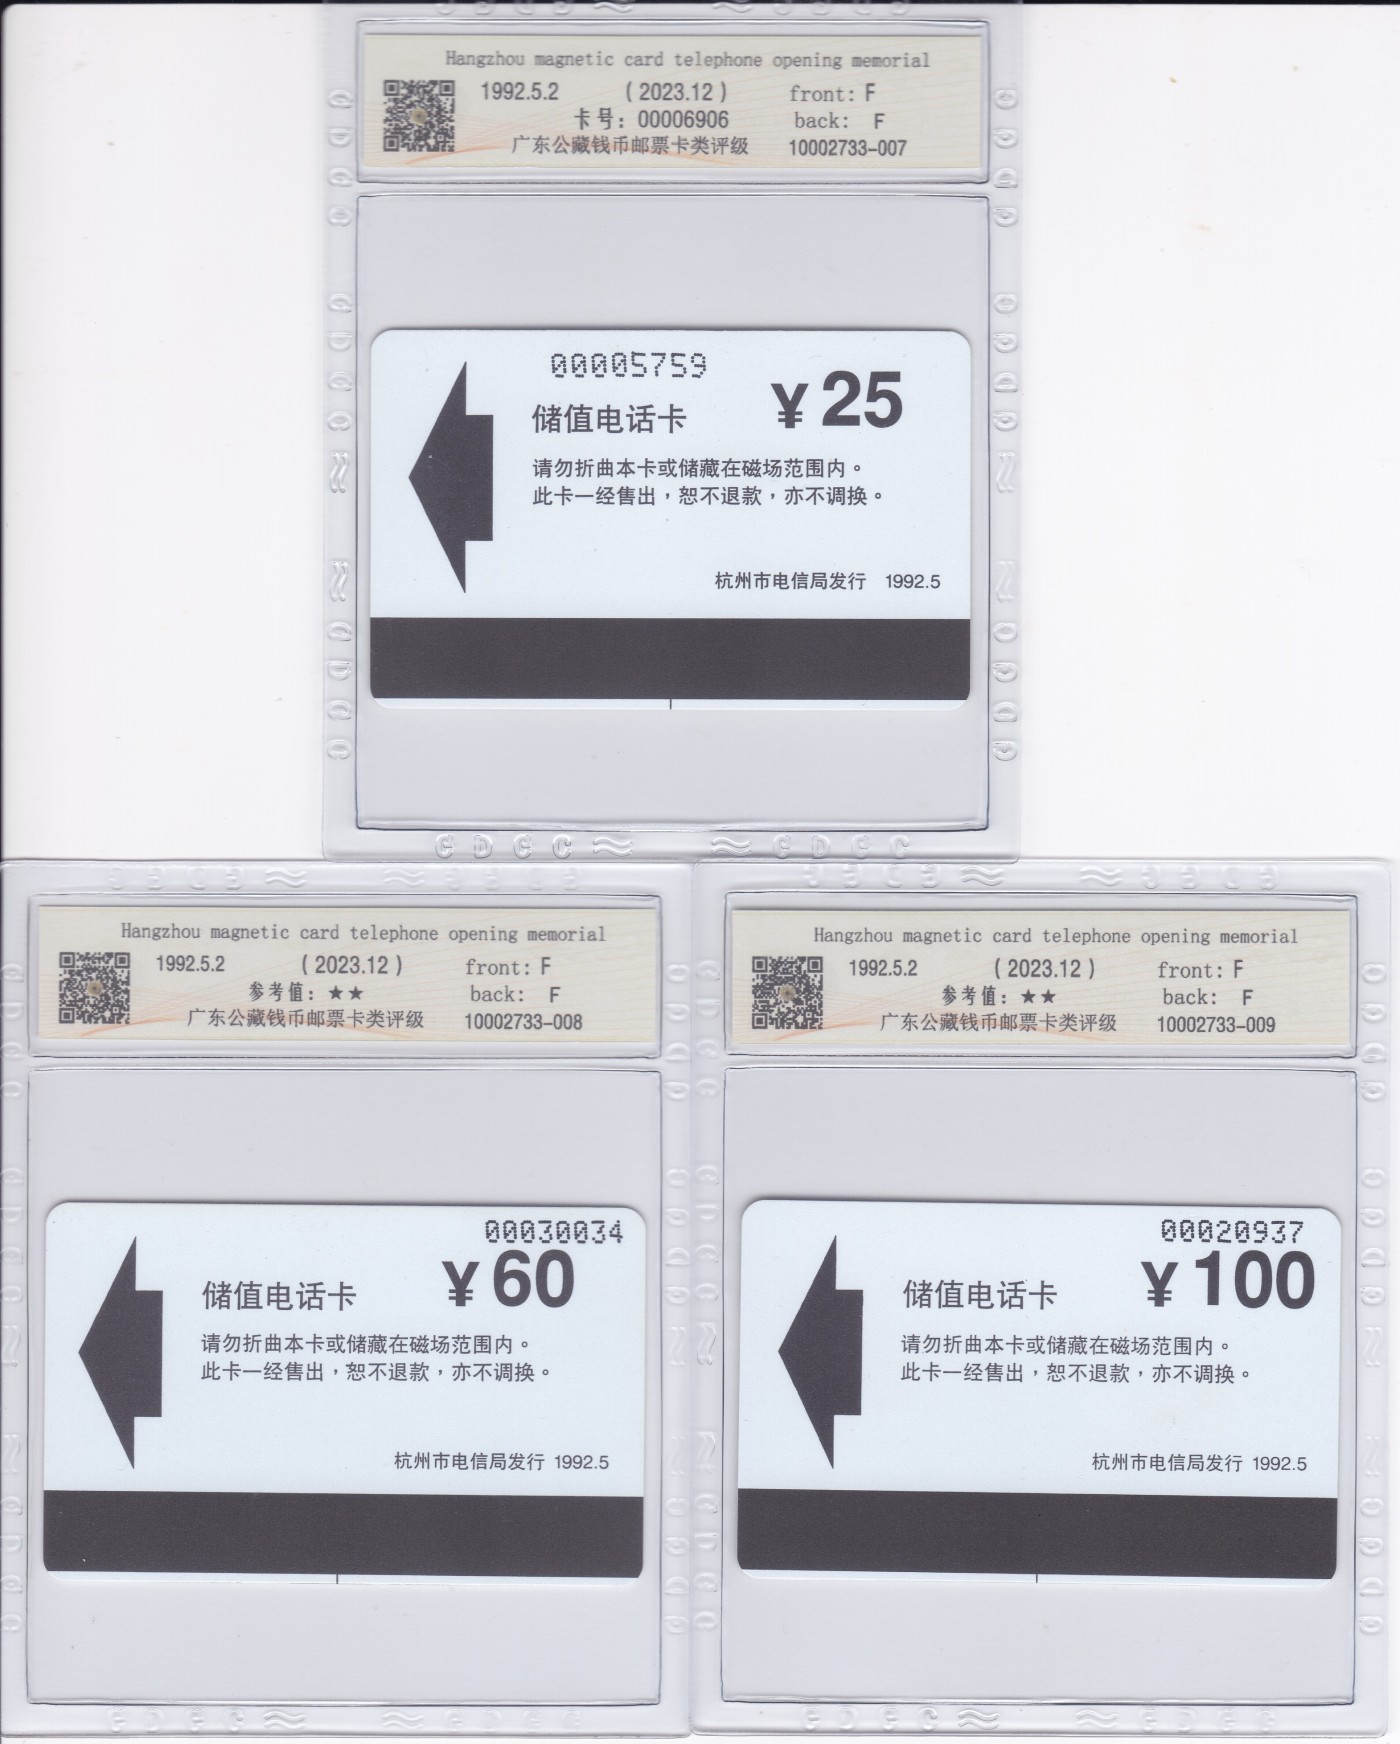 Hangzhou magnetic card telephone opening memorial
1992.5.2 (2023.12) front: F
卡号: 00006906 back: F
广东公藏钱币邮票卡类评级 10002733-007
00005759
储值电话卡 ¥25
请勿折曲本卡或储藏在磁场范围内。
此卡一经售出，恕不退款，亦不调换。
杭州市电信局发行 1992.5
GDGC GDGC
Hangzhou magnetic card telephone opening memorial
1992.5.2 (2023.12) front: F
参考值: ★★ back: F
广东公藏钱币邮票卡类评级 10002733-008
00030034
储值电话卡 ¥60
请勿折曲本卡或储藏在磁场范围内。
此卡一经售出，恕不退款，亦不调换。
杭州市电信局发行 1992.5
Hangzhou magnetic card telephone opening memorial
1992.5.2 (2023.12) front: F
参考值: ★★ back: F
广东公藏钱币邮票卡类评级 10002733-009
00020937
储值电话卡 ¥100
请勿折曲本卡或储藏在磁场范围内。
此卡一经售出，恕不退款，亦不调换。
杭州市电信局发行 1992.5